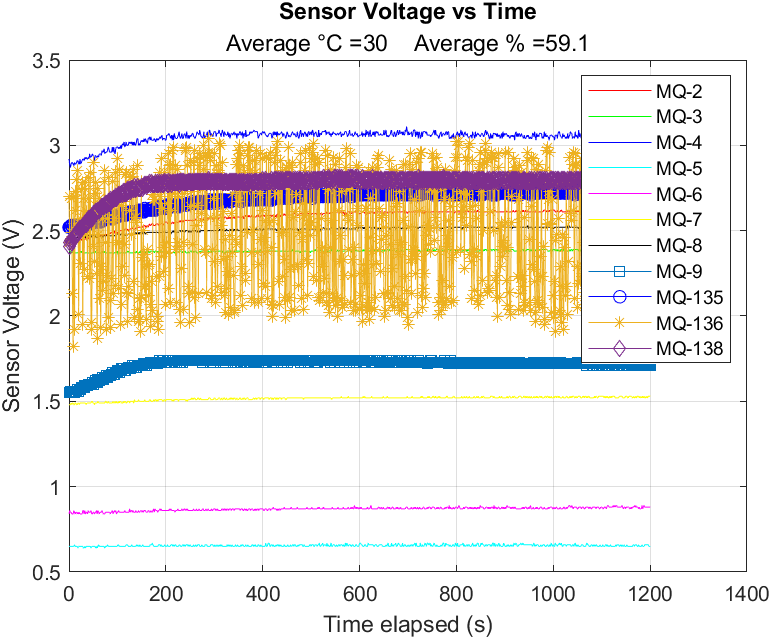 Sensor Voltage vs Time
Average °C =30 Average % =59.1
3.5
3
2.5
2
1.5
1
0.5
Sensor Voltage (V)
MQ-2
MQ-3
MQ-4
MQ-5
MQ-6
MQ-7
MQ-8
MQ-9
MQ-135
MQ-136
MQ-138
0 200 400 600 800 1000 1200 1400
Time elapsed (s)